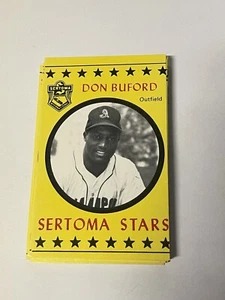 SERTOMA
DON BUFORD
Outfield
A
SERTOMA STARS